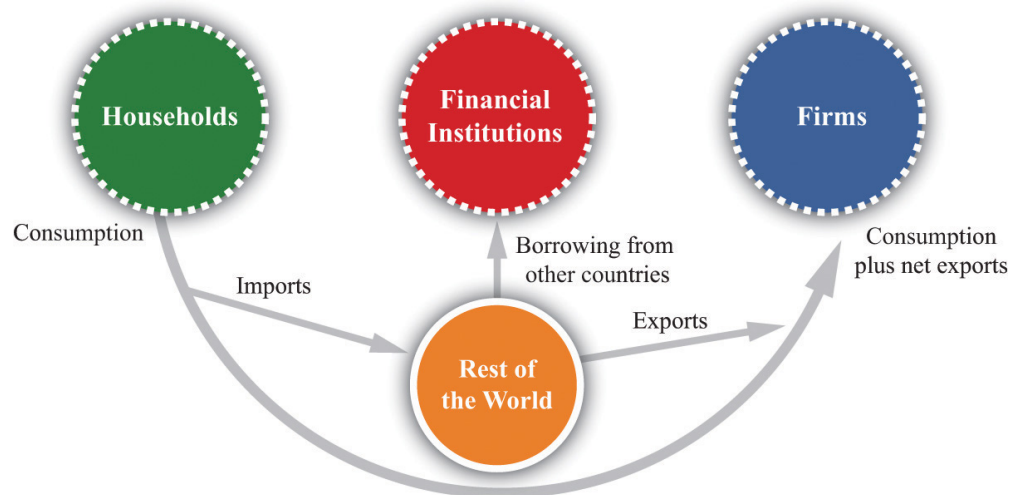 Households
Financial
Institutions
Firms
Consumption
Imports
Borrowing from
other countries
Exports
Consumption
plus net exports
Rest of
the World